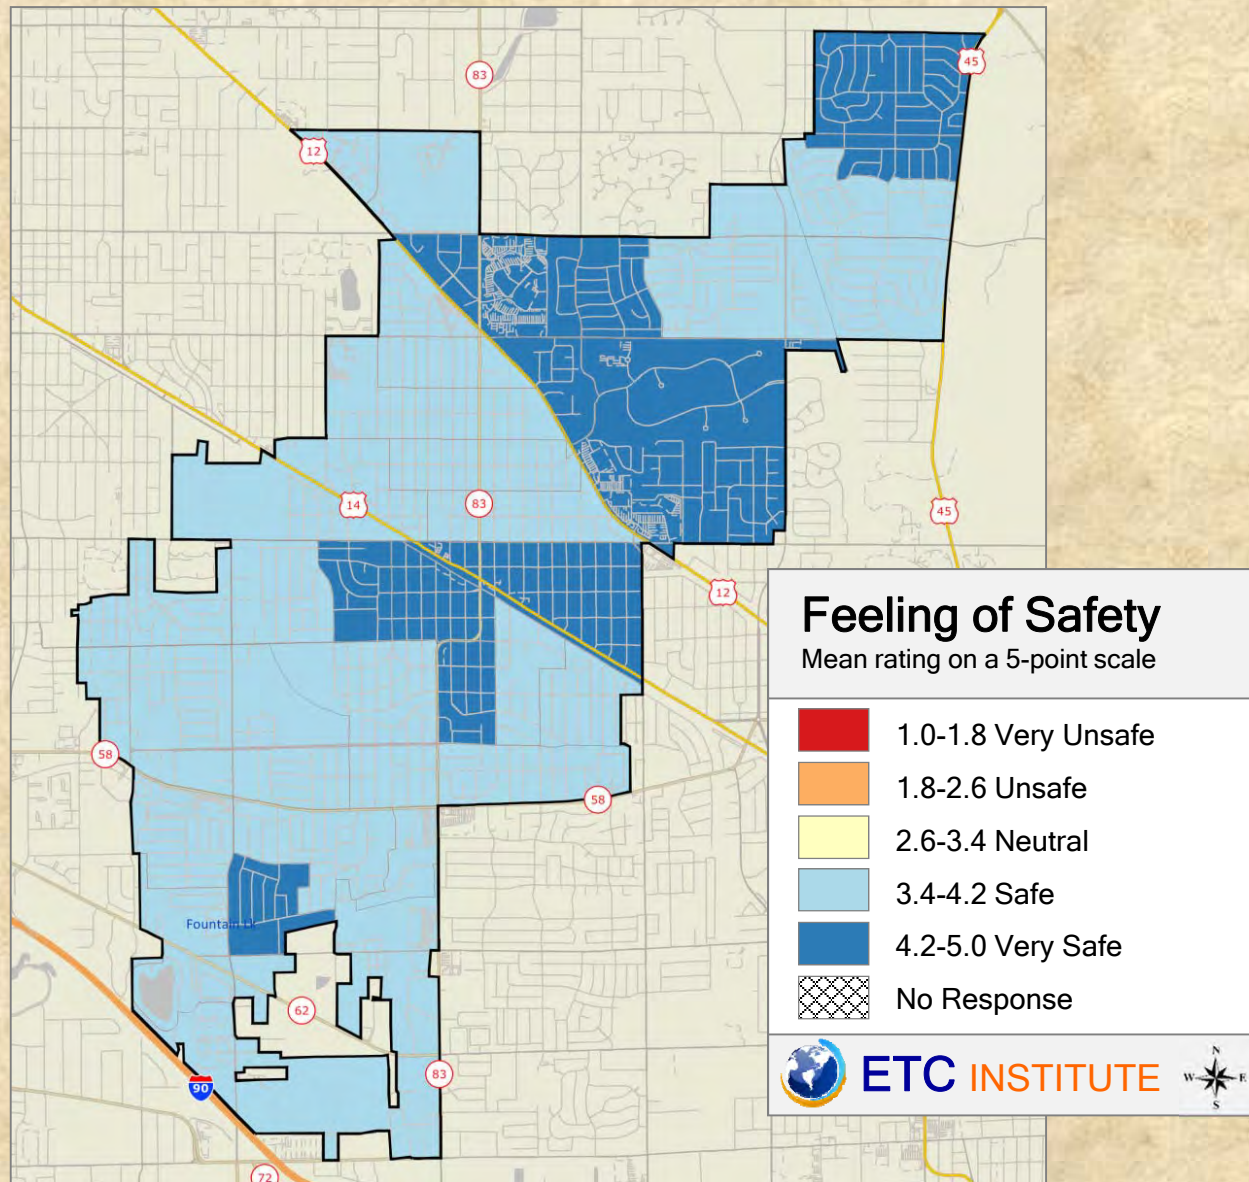 83
45
12
14
83
45
12
58
58
Fountain Lk
62
83
90
72
Feeling of Safety
Mean rating on a 5-point scale
1.0-1.8 Very Unsafe
1.8-2.6 Unsafe
2.6-3.4 Neutral
3.4-4.2 Safe
4.2-5.0 Very Safe
No Response
ETC INSTITUTE
N
W E
S